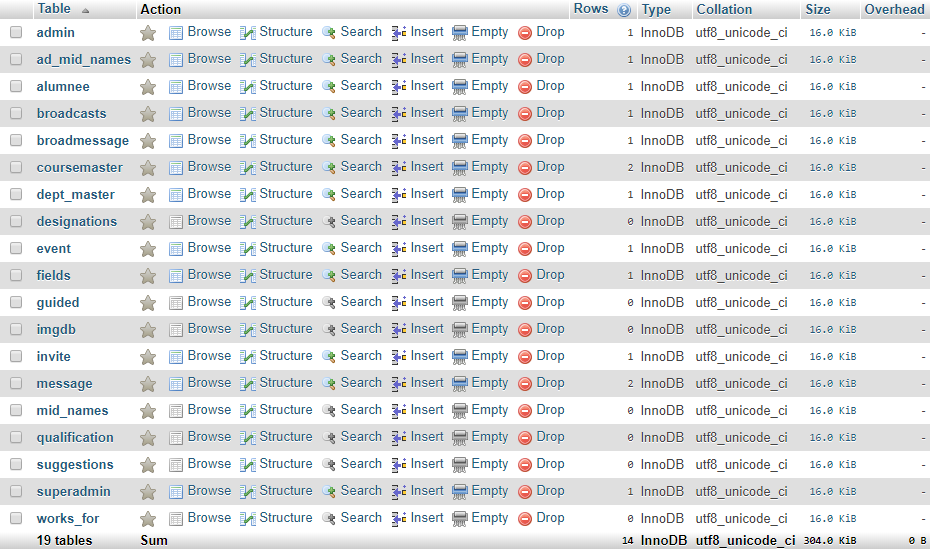 Table Action Rows Type Collation Size Overhead
admin Browse Structure Search Insert Empty Drop 1 InnoDB utf8_unicode_ci 16.0 KiB -
ad_mid_names Browse Structure Search Insert Empty Drop 1 InnoDB utf8_unicode_ci 16.0 KiB -
alumnee Browse Structure Search Insert Empty Drop 1 InnoDB utf8_unicode_ci 16.0 KiB -
broadcasts Browse Structure Search Insert Empty Drop 1 InnoDB utf8_unicode_ci 16.0 KiB -
broadmessage Browse Structure Search Insert Empty Drop 1 InnoDB utf8_unicode_ci 16.0 KiB -
coursemaster Browse Structure Search Insert Empty Drop 2 InnoDB utf8_unicode_ci 16.0 KiB -
dept_master Browse Structure Search Insert Empty Drop 1 InnoDB utf8_unicode_ci 16.0 KiB -
designations Browse Structure Search Insert Empty Drop 0 InnoDB utf8_unicode_ci 16.0 KiB -
event Browse Structure Search Insert Empty Drop 1 InnoDB utf8_unicode_ci 16.0 KiB -
fields Browse Structure Search Insert Empty Drop 1 InnoDB utf8_unicode_ci 16.0 KiB -
guided Browse Structure Search Insert Empty Drop 0 InnoDB utf8_unicode_ci 16.0 KiB -
imgdb Browse Structure Search Insert Empty Drop 0 InnoDB utf8_unicode_ci 16.0 KiB -
invite Browse Structure Search Insert Empty Drop 1 InnoDB utf8_unicode_ci 16.0 KiB -
message Browse Structure Search Insert Empty Drop 2 InnoDB utf8_unicode_ci 16.0 KiB -
mid_names Browse Structure Search Insert Empty Drop 0 InnoDB utf8_unicode_ci 16.0 KiB -
qualification Browse Structure Search Insert Empty Drop 0 InnoDB utf8_unicode_ci 16.0 KiB -
suggestions Browse Structure Search Insert Empty Drop 0 InnoDB utf8_unicode_ci 16.0 KiB -
superadmin Browse Structure Search Insert Empty Drop 1 InnoDB utf8_unicode_ci 16.0 KiB -
works_for Browse Structure Search Insert Empty Drop 0 InnoDB utf8_unicode_ci 16.0 KiB -
19 tables Sum 14 InnoDB utf8_unicode_ci 304.0 KiB 0 B